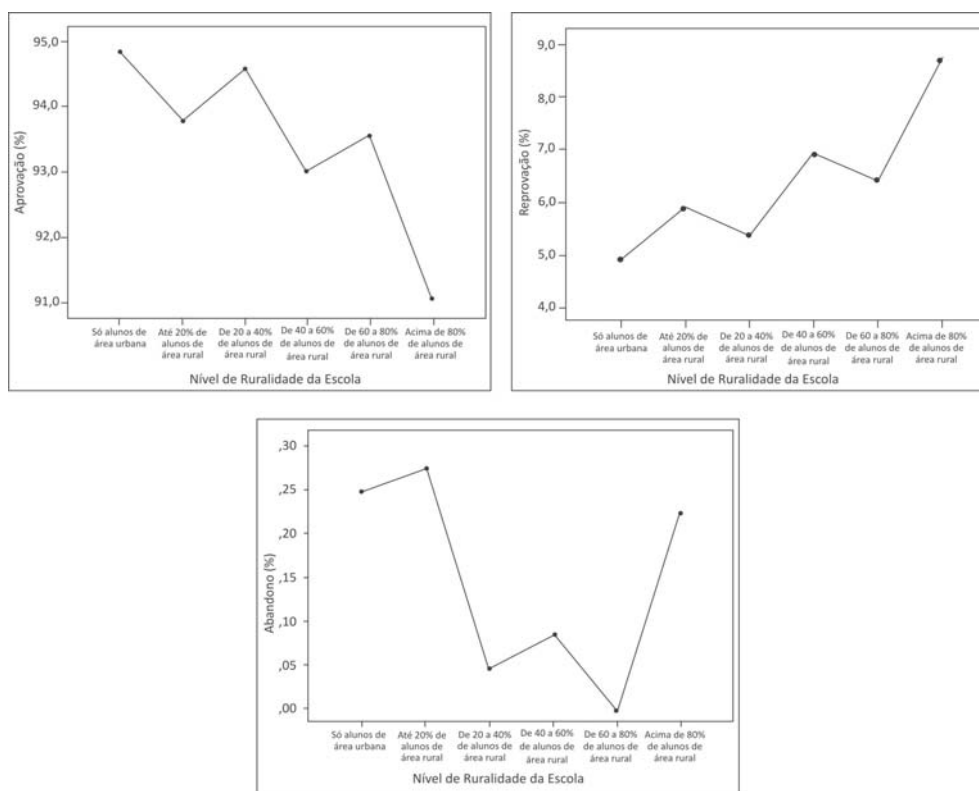 95,0
94,0
93,0
92,0
91,0
Aprovação (%)
Só alunos de
área urbana
Até 20% de
alunos de
área rural
De 20 a 40%
de alunos de
área rural
De 40 a 60%
de alunos de
área rural
De 60 a 80%
de alunos de
área rural
Acima de 80%
de alunos de
área rural
Nível de Ruralidade da Escola
9,0
8,0
7,0
6,0
5,0
4,0
Reprovação (%)
Só alunos de
área urbana
Até 20% de
alunos de
área rural
De 20 a 40%
de alunos de
área rural
De 40 a 60%
de alunos de
área rural
De 60 a 80%
de alunos de
área rural
Acima de 80%
de alunos de
área rural
Nível de Ruralidade da Escola
,30
,25
,20
,15
,10
,05
,00
Abandono (%)
Só alunos de
área urbana
Até 20% de
alunos de
área rural
De 20 a 40%
de alunos de
área rural
De 40 a 60%
de alunos de
área rural
De 60 a 80%
de alunos de
área rural
Acima de 80%
de alunos de
área rural
Nível de Ruralidade da Escola